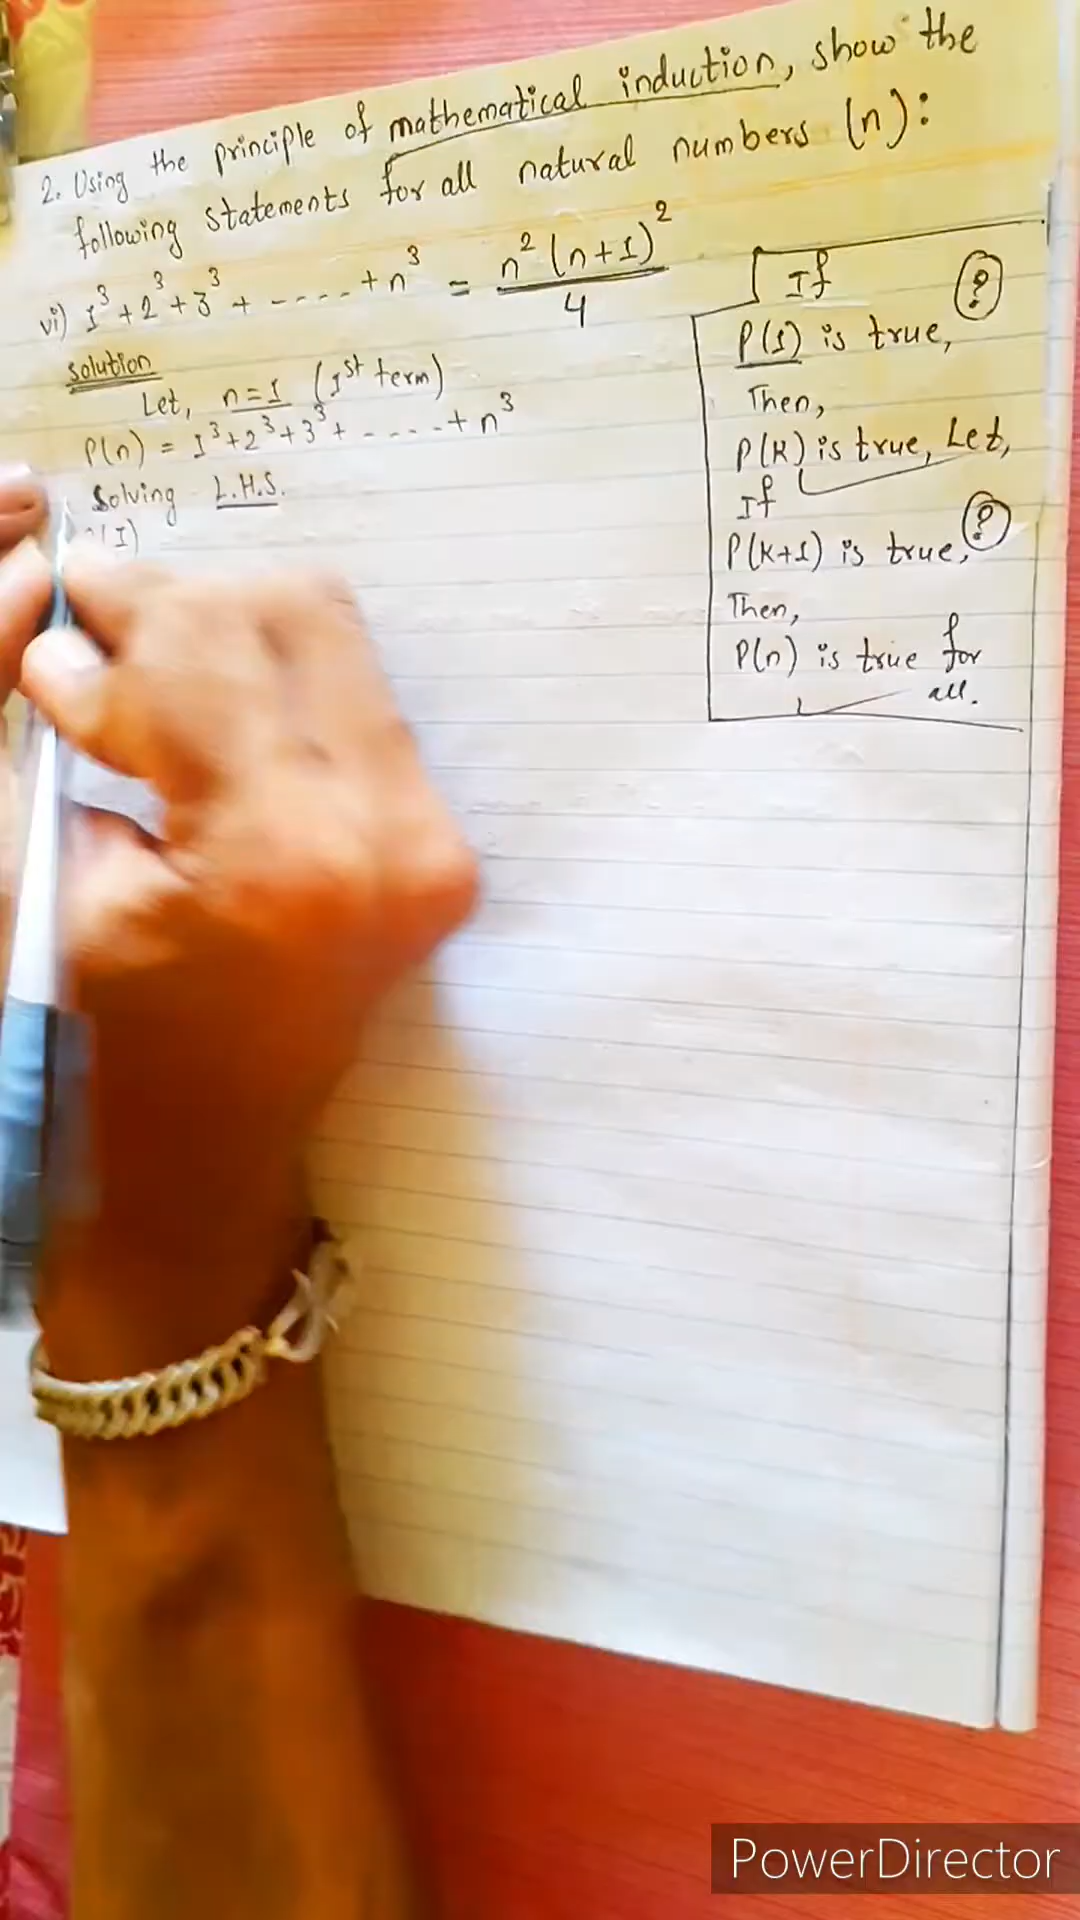 2. Using the principle of mathematical induction, show the
following statements for all natural numbers (n):
vi) 1³ + 2³ + 3³ + ----- + n³ = n²(n+1)²/4
solution
Let, n=1 (1st term)
P(n) = 1³+2³+3³+ ----- + n³
Solving L.H.S.
(1)
If ?
P(1) is true,
Then,
P(K) is true, Let,
If
P(K+1) is true, ?
Then,
P(n) is true for
all.
PowerDirector